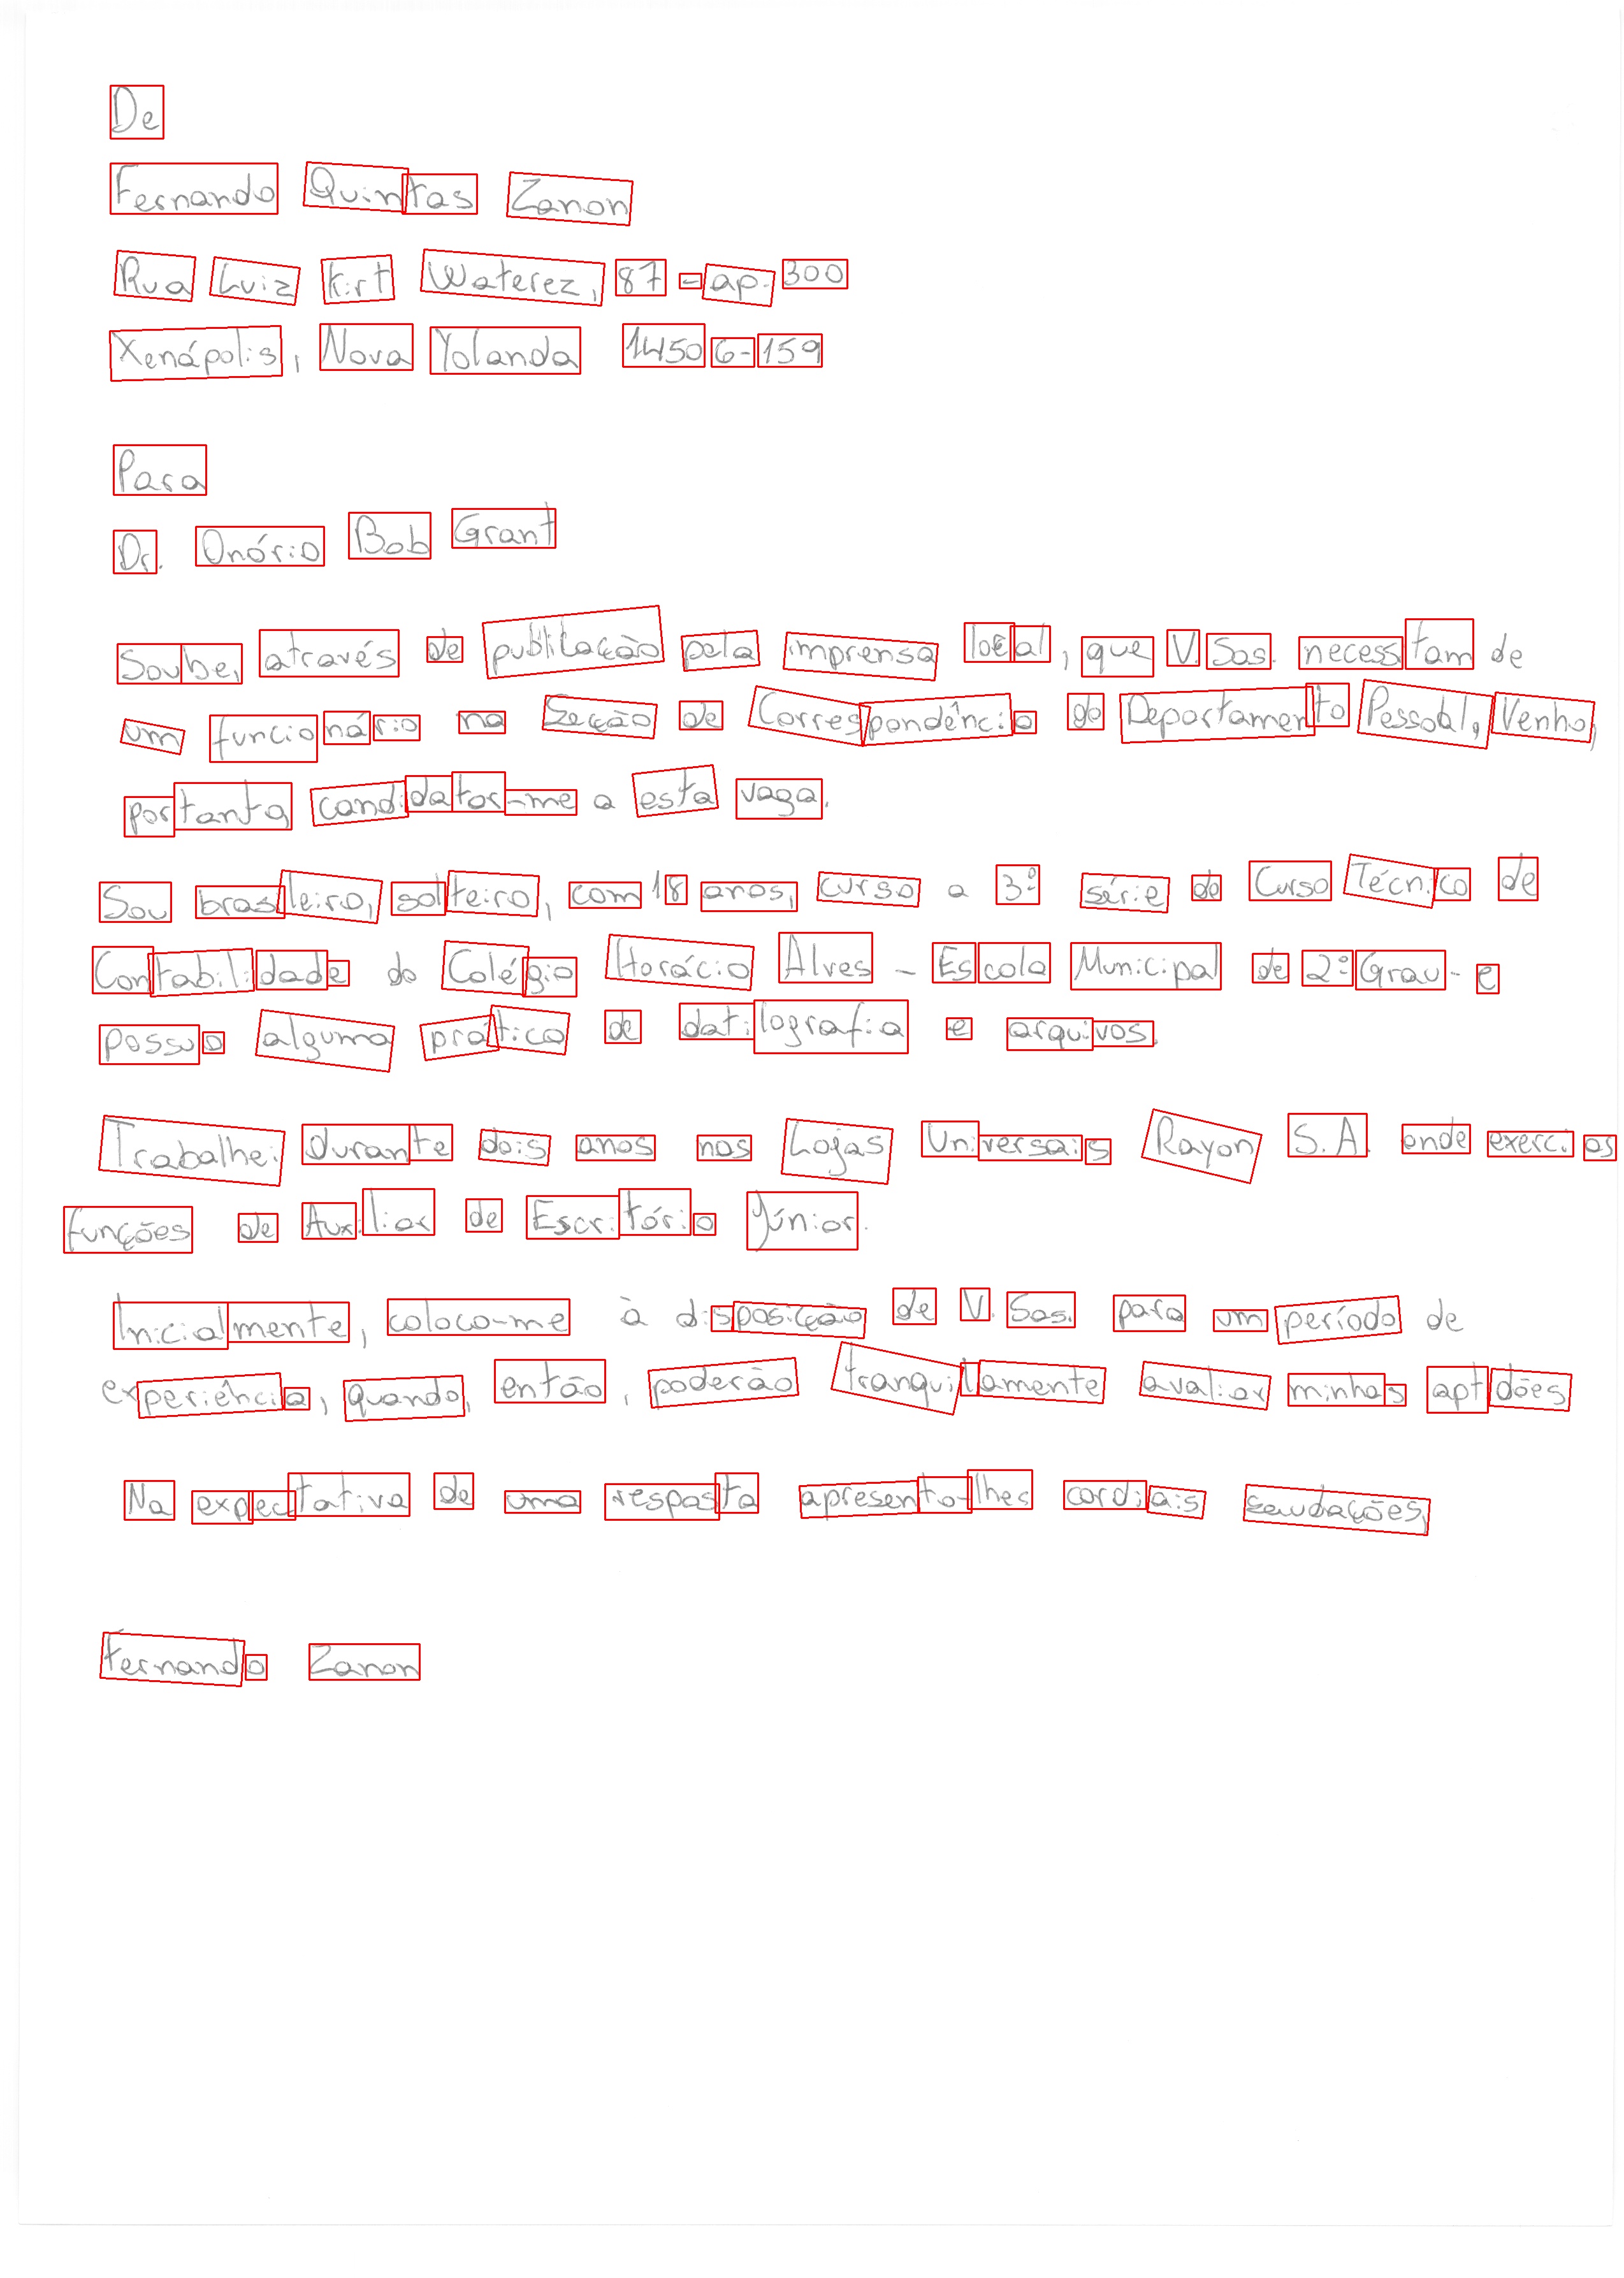 De
Fernando Quintas Zanon
Rua Luiz Kirt Waterez, 87 - ap. 300
Xenápolis, Nova Yolanda 14506-159
Para
Dr. Onório Bob Grant
Soube, através de publicação pela imprensa local, que V. Sas. necessitam de
um funcionário na Seção de Correspondência do Departamento Pessoal, Venho,
portanto, candidator-me a esta vaga.
Sou brasileiro, solteiro, com 18 anos, curso a 3ª série do Curso Técnico de
Contabilidade do Colégio Horácio Alves - Escola Municipal de 2º Grau - e
possuo alguma prática de datilografia e arquivos.
Trabalhei durante dois anos nas Lojas Universais Rayon S.A. onde exerci as
funções de Auxiliar de Escritório Júnior.
Inicialmente, coloco-me à disposição de V. Sas. para um período de
experiência, quando, então, poderão tranquilamente avaliar minhas aptidões
Na expectativa de uma resposta apresento-lhes cordiais saudações,
Fernando Zanon